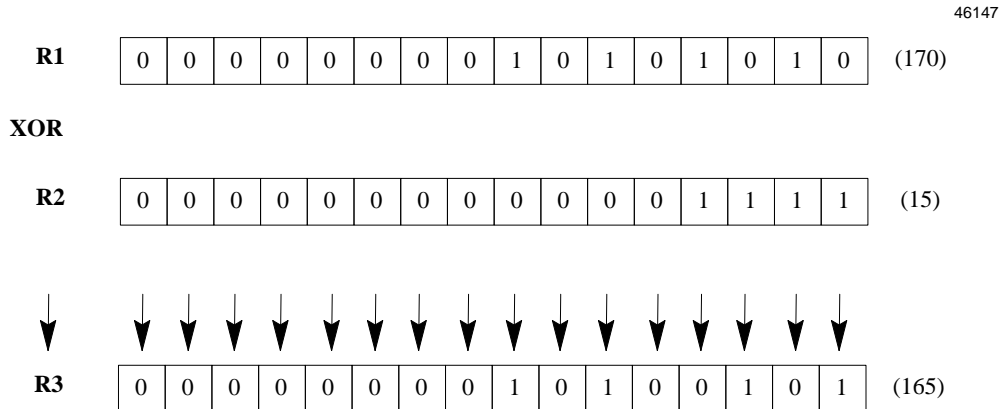 46147
R1 0 0 0 0 0 0 0 0 1 0 1 0 1 0 1 0 (170)
XOR
R2 0 0 0 0 0 0 0 0 0 0 0 0 1 1 1 1 (15)
R3 0 0 0 0 0 0 0 0 1 0 1 0 0 1 0 1 (165)